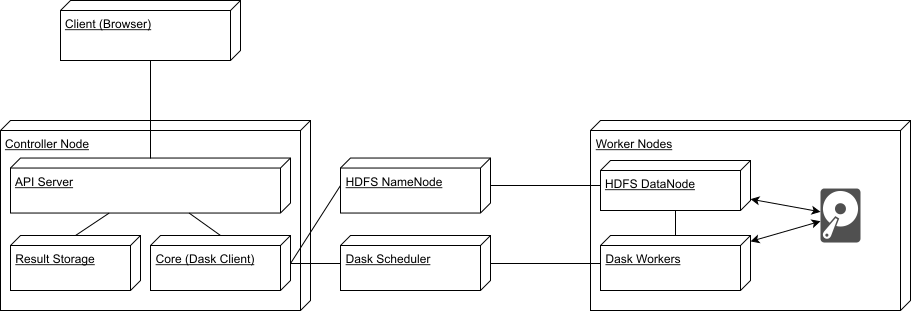 Client (Browser)
Controller Node
Worker Nodes
API Server
HDFS NameNode
HDFS DataNode
Result Storage
Core (Dask Client)
Dask Scheduler
Dask Workers